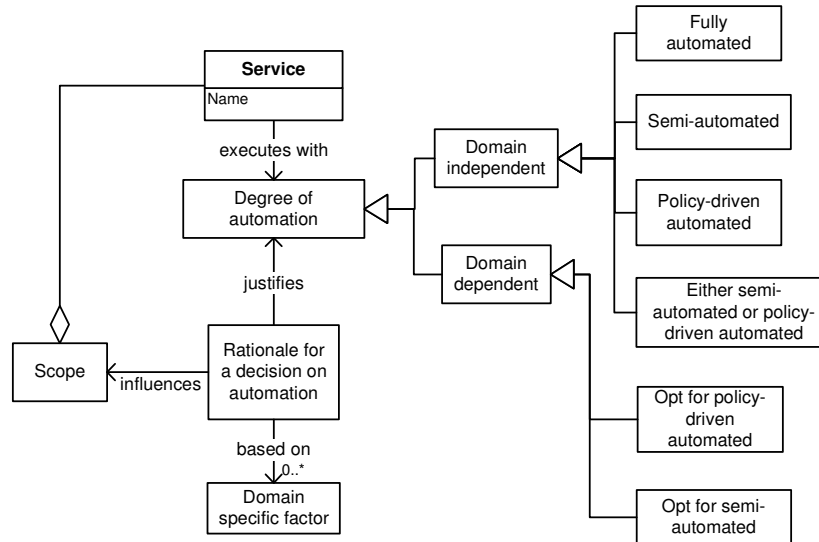 Service
Name
executes with
Degree of
automation
justifies
Rationale for
a decision on
automation
influences
Scope
based on
0..*
Domain
specific factor
Domain
independent
Domain
dependent
Fully
automated
Semi-automated
Policy-driven
automated
Either semi-
automated or policy-
driven automated
Opt for policy-
driven
automated
Opt for semi-
automated